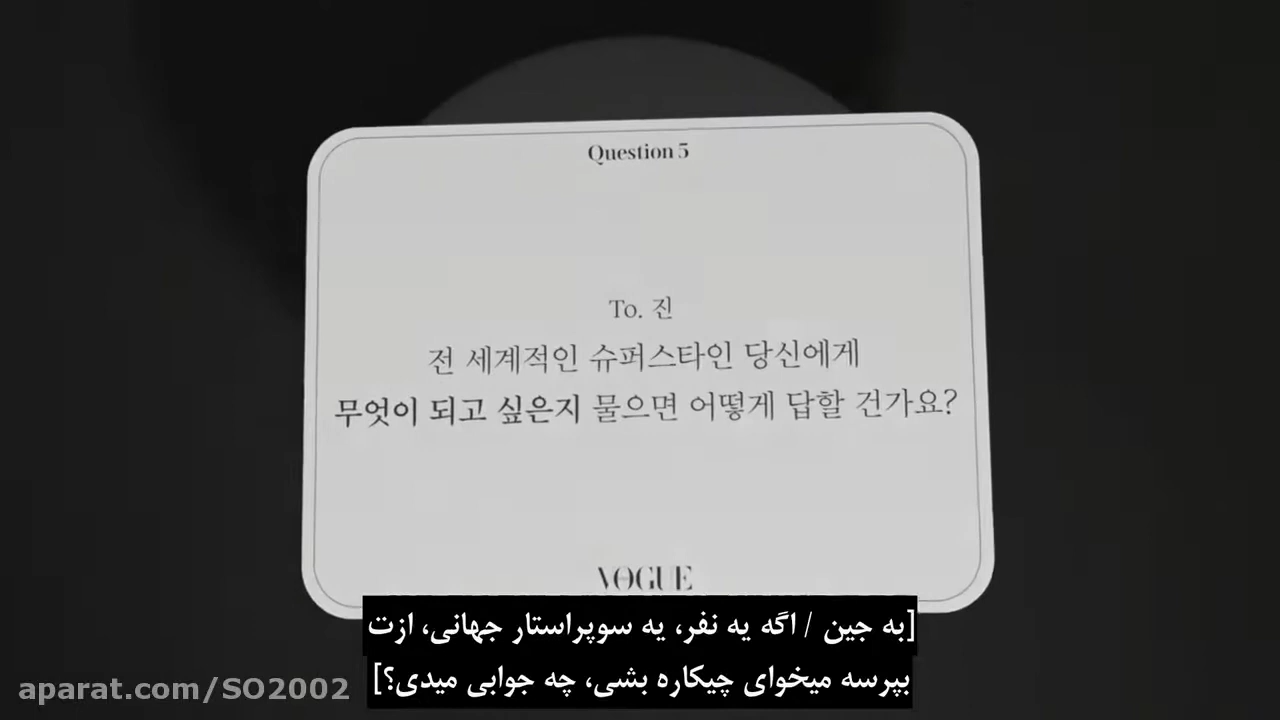 Question 5
To. 진
전 세계적인 슈퍼스타인 당신에게
무엇이 되고 싶은지 물으면 어떻게 답할 건가요?
VOGUE
[به جین / اگه یه نفر، یه سوپراستار جهانی، ازت
بپرسه میخوای چیکاره بشی، چه جوابی میدی؟]
aparat.com/SO2002